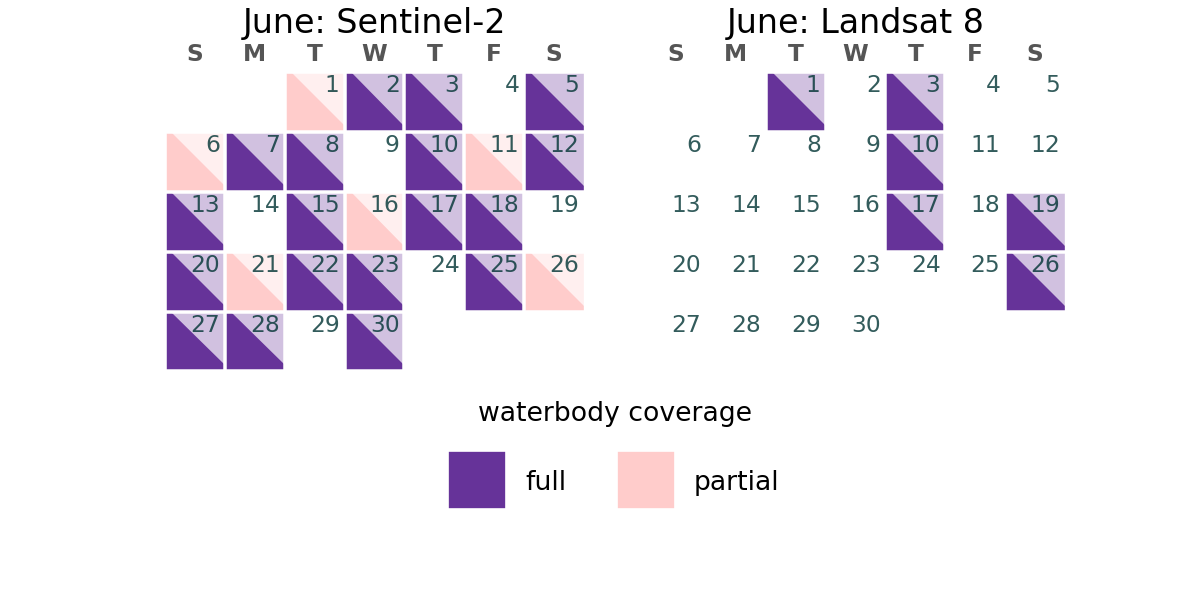 June: Sentinel-2
S M T W T F S
1 2 3 4 5
6 7 8 9 10 11 12
13 14 15 16 17 18 19
20 21 22 23 24 25 26
27 28 29 30
June: Landsat 8
S M T W T F S
1 2 3 4 5
6 7 8 9 10 11 12
13 14 15 16 17 18 19
20 21 22 23 24 25 26
27 28 29 30
waterbody coverage
full partial